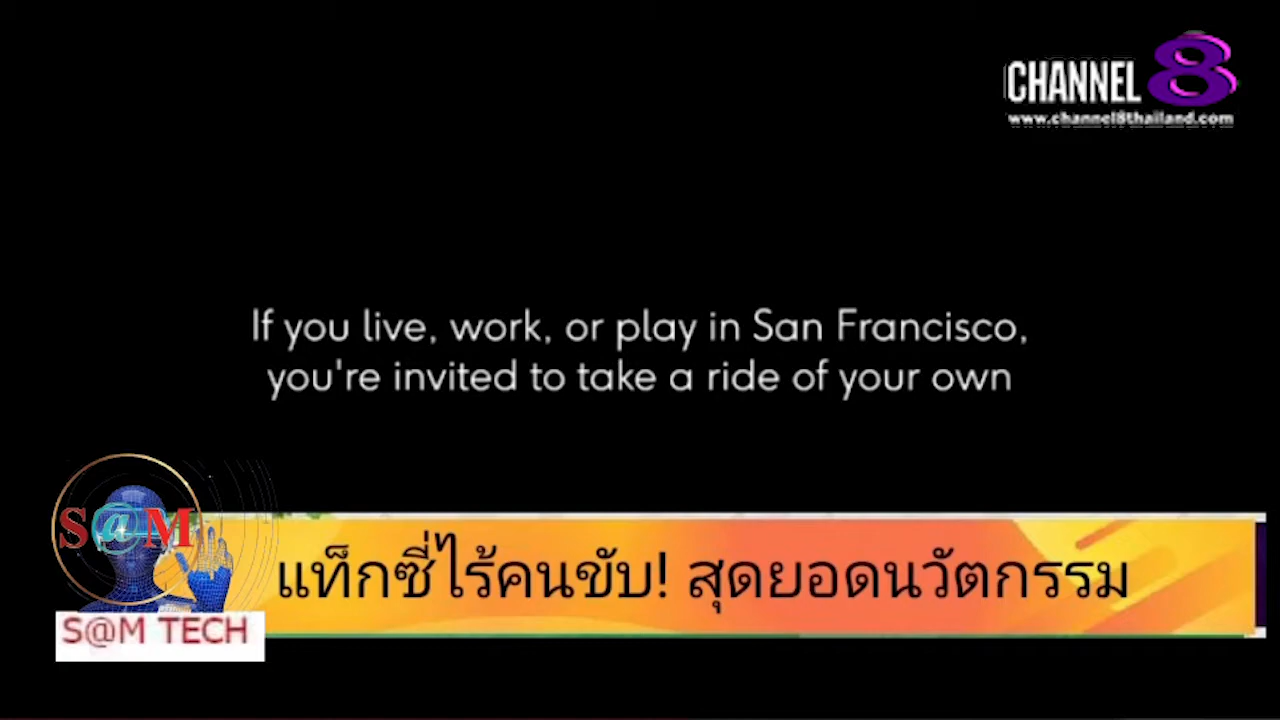 CHANNEL 8
www.channel8thailand.com
If you live, work, or play in San Francisco,
you're invited to take a ride of your own
S@M
แท็กซี่ไร้คนขับ! สุดยอดนวัตกรรม
S@M TECH